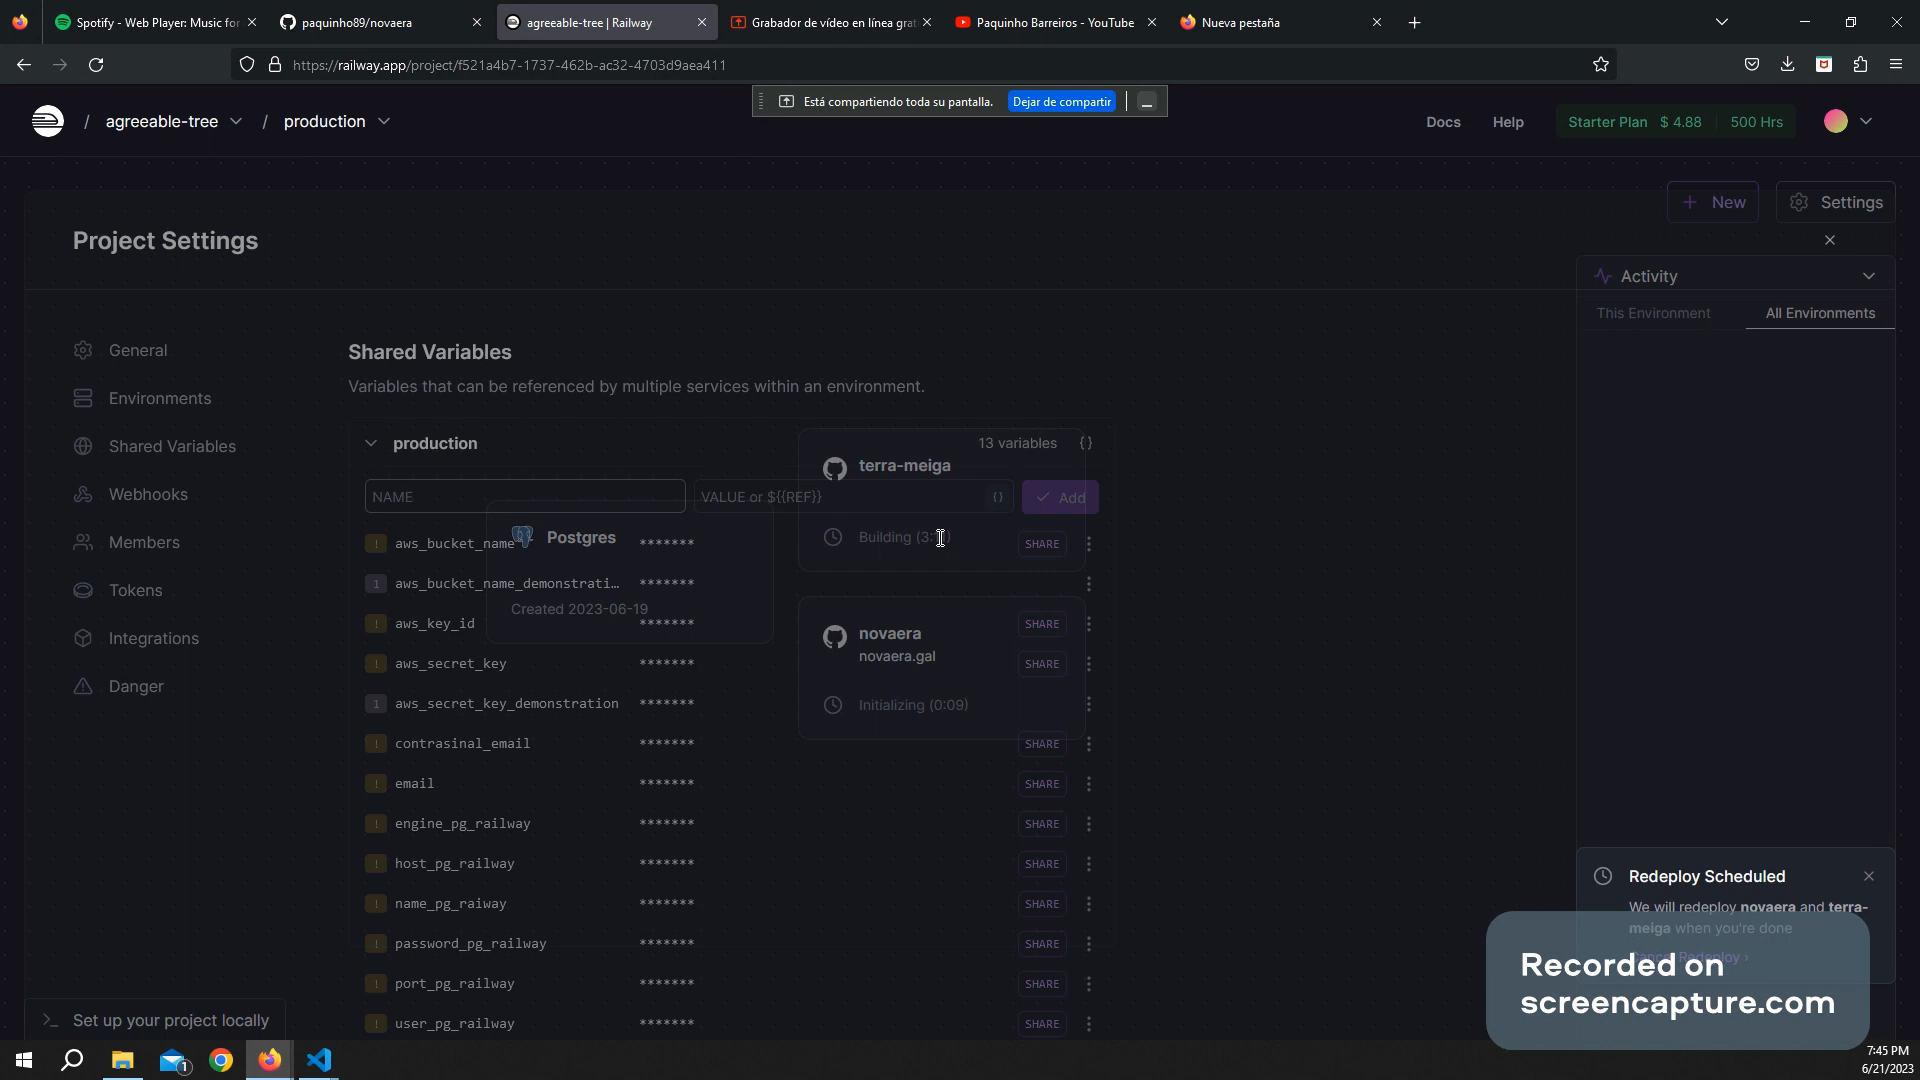 Spotify - Web Player: Music for
paquinho89/novaera
agreeable-tree | Railway
Grabador de vídeo en línea grat
Paquinho Barreiros - YouTube
Nueva pestaña
https://railway.app/project/f521a4b7-1737-462b-ac32-4703d9aea411
Está compartiendo toda su pantalla.
Dejar de compartir
/ agreeable-tree / production
Docs
Help
Starter Plan $ 4.88 500 Hrs
+ New
Settings
Project Settings
Activity
This Environment
All Environments
General
Environments
Shared Variables
Webhooks
Members
Tokens
Integrations
Danger
Shared Variables
Variables that can be referenced by multiple services within an environment.
production
13 variables { }
NAME
VALUE or ${{REF}}
{}
Add
aws_bucket_name ******* SHARE
1 aws_bucket_name_demonstrati... *******
aws_key_id ******* SHARE
aws_secret_key ******* SHARE
1 aws_secret_key_demonstration *******
contrasinal_email ******* SHARE
email ******* SHARE
engine_pg_railway ******* SHARE
host_pg_railway ******* SHARE
name_pg_raiway ******* SHARE
password_pg_railway ******* SHARE
port_pg_railway ******* SHARE
user_pg_railway ******* SHARE
Postgres
Created 2023-06-19
terra-meiga
Building (3:
novaera
novaera.gal
Initializing (0:09)
Redeploy Scheduled
We will redeploy novaera and terra-
meiga when you're done
Cancel Redeploy ›
Recorded on
screencapture.com
Set up your project locally
1
7:45 PM
6/21/2023